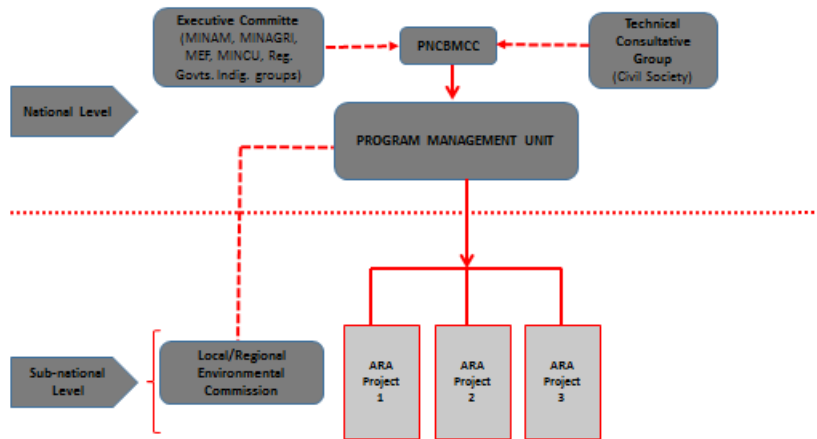 Executive Committe
(MINAM, MINAGRI,
MEF, MINCU, Reg.
Govts. Indig. groups)
PNCBMCC
Technical
Consultative
Group
(Civil Society)
National Level
PROGRAM MANAGEMENT UNIT
Sub-national
Level
Local/Regional
Environmental
Commission
ARA
Project
1
ARA
Project
2
ARA
Project
3